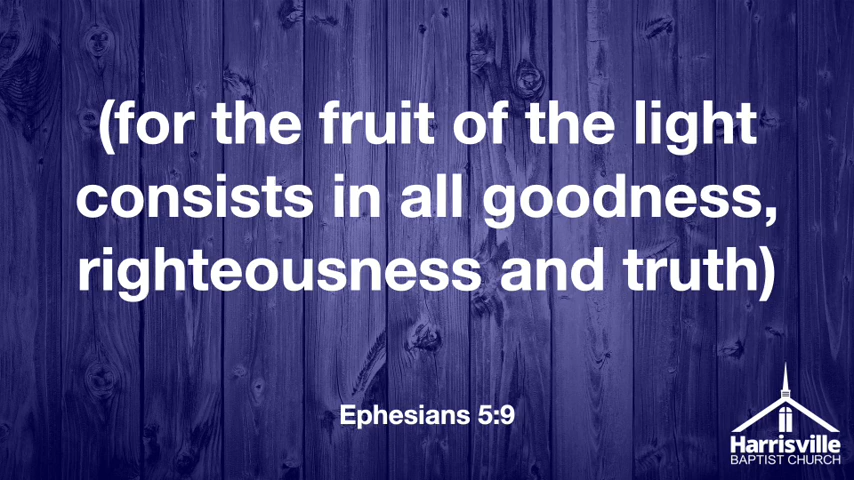 (for the fruit of the light
consists in all goodness,
righteousness and truth)
Ephesians 5:9
Harrisville
BAPTIST CHURCH